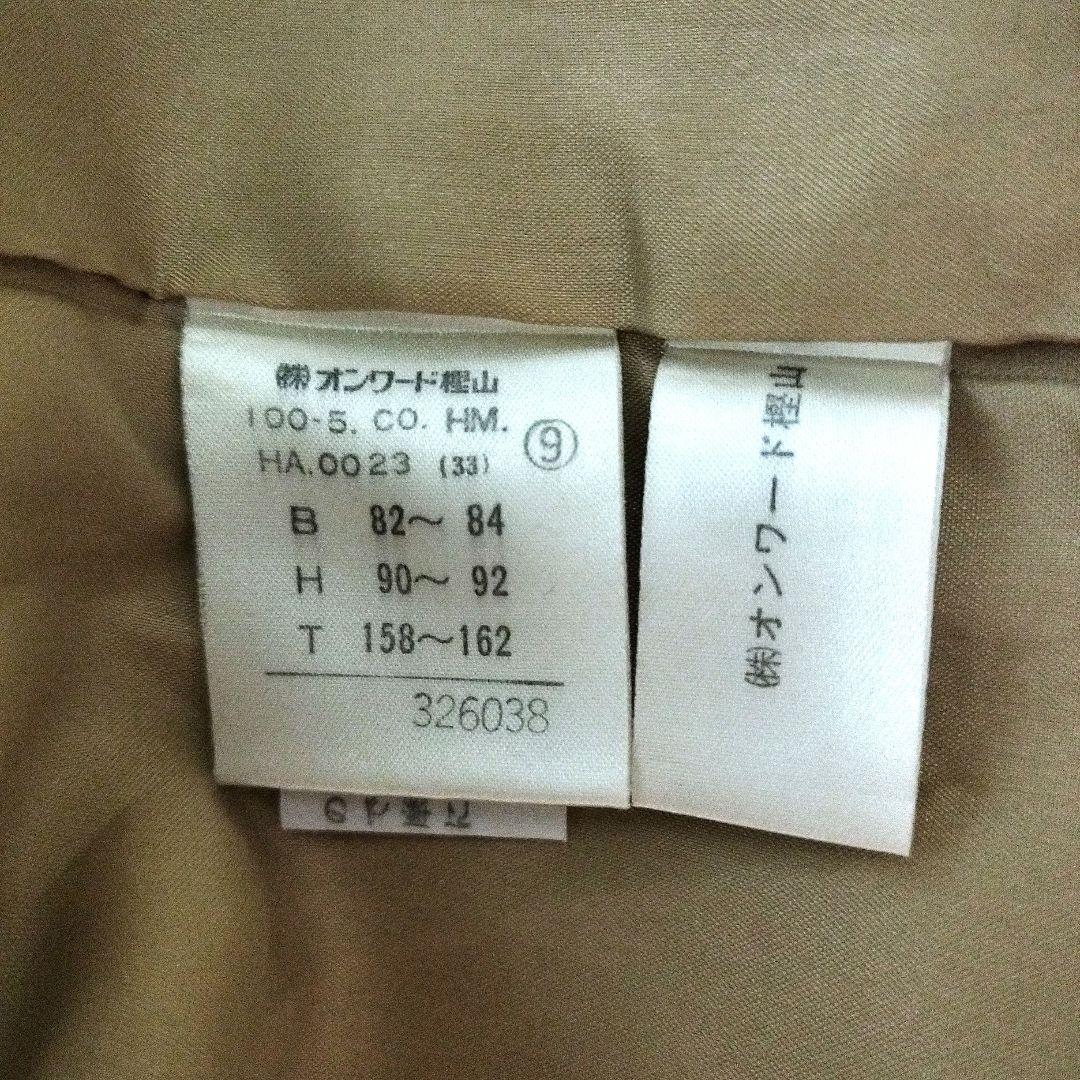 ㈱オンワード樫山
100-5. CO. HM.
HA.0023 (33)
⑨
B 82〜 84
H 90〜 92
T 158〜162
326038
㈱オンワード樫山